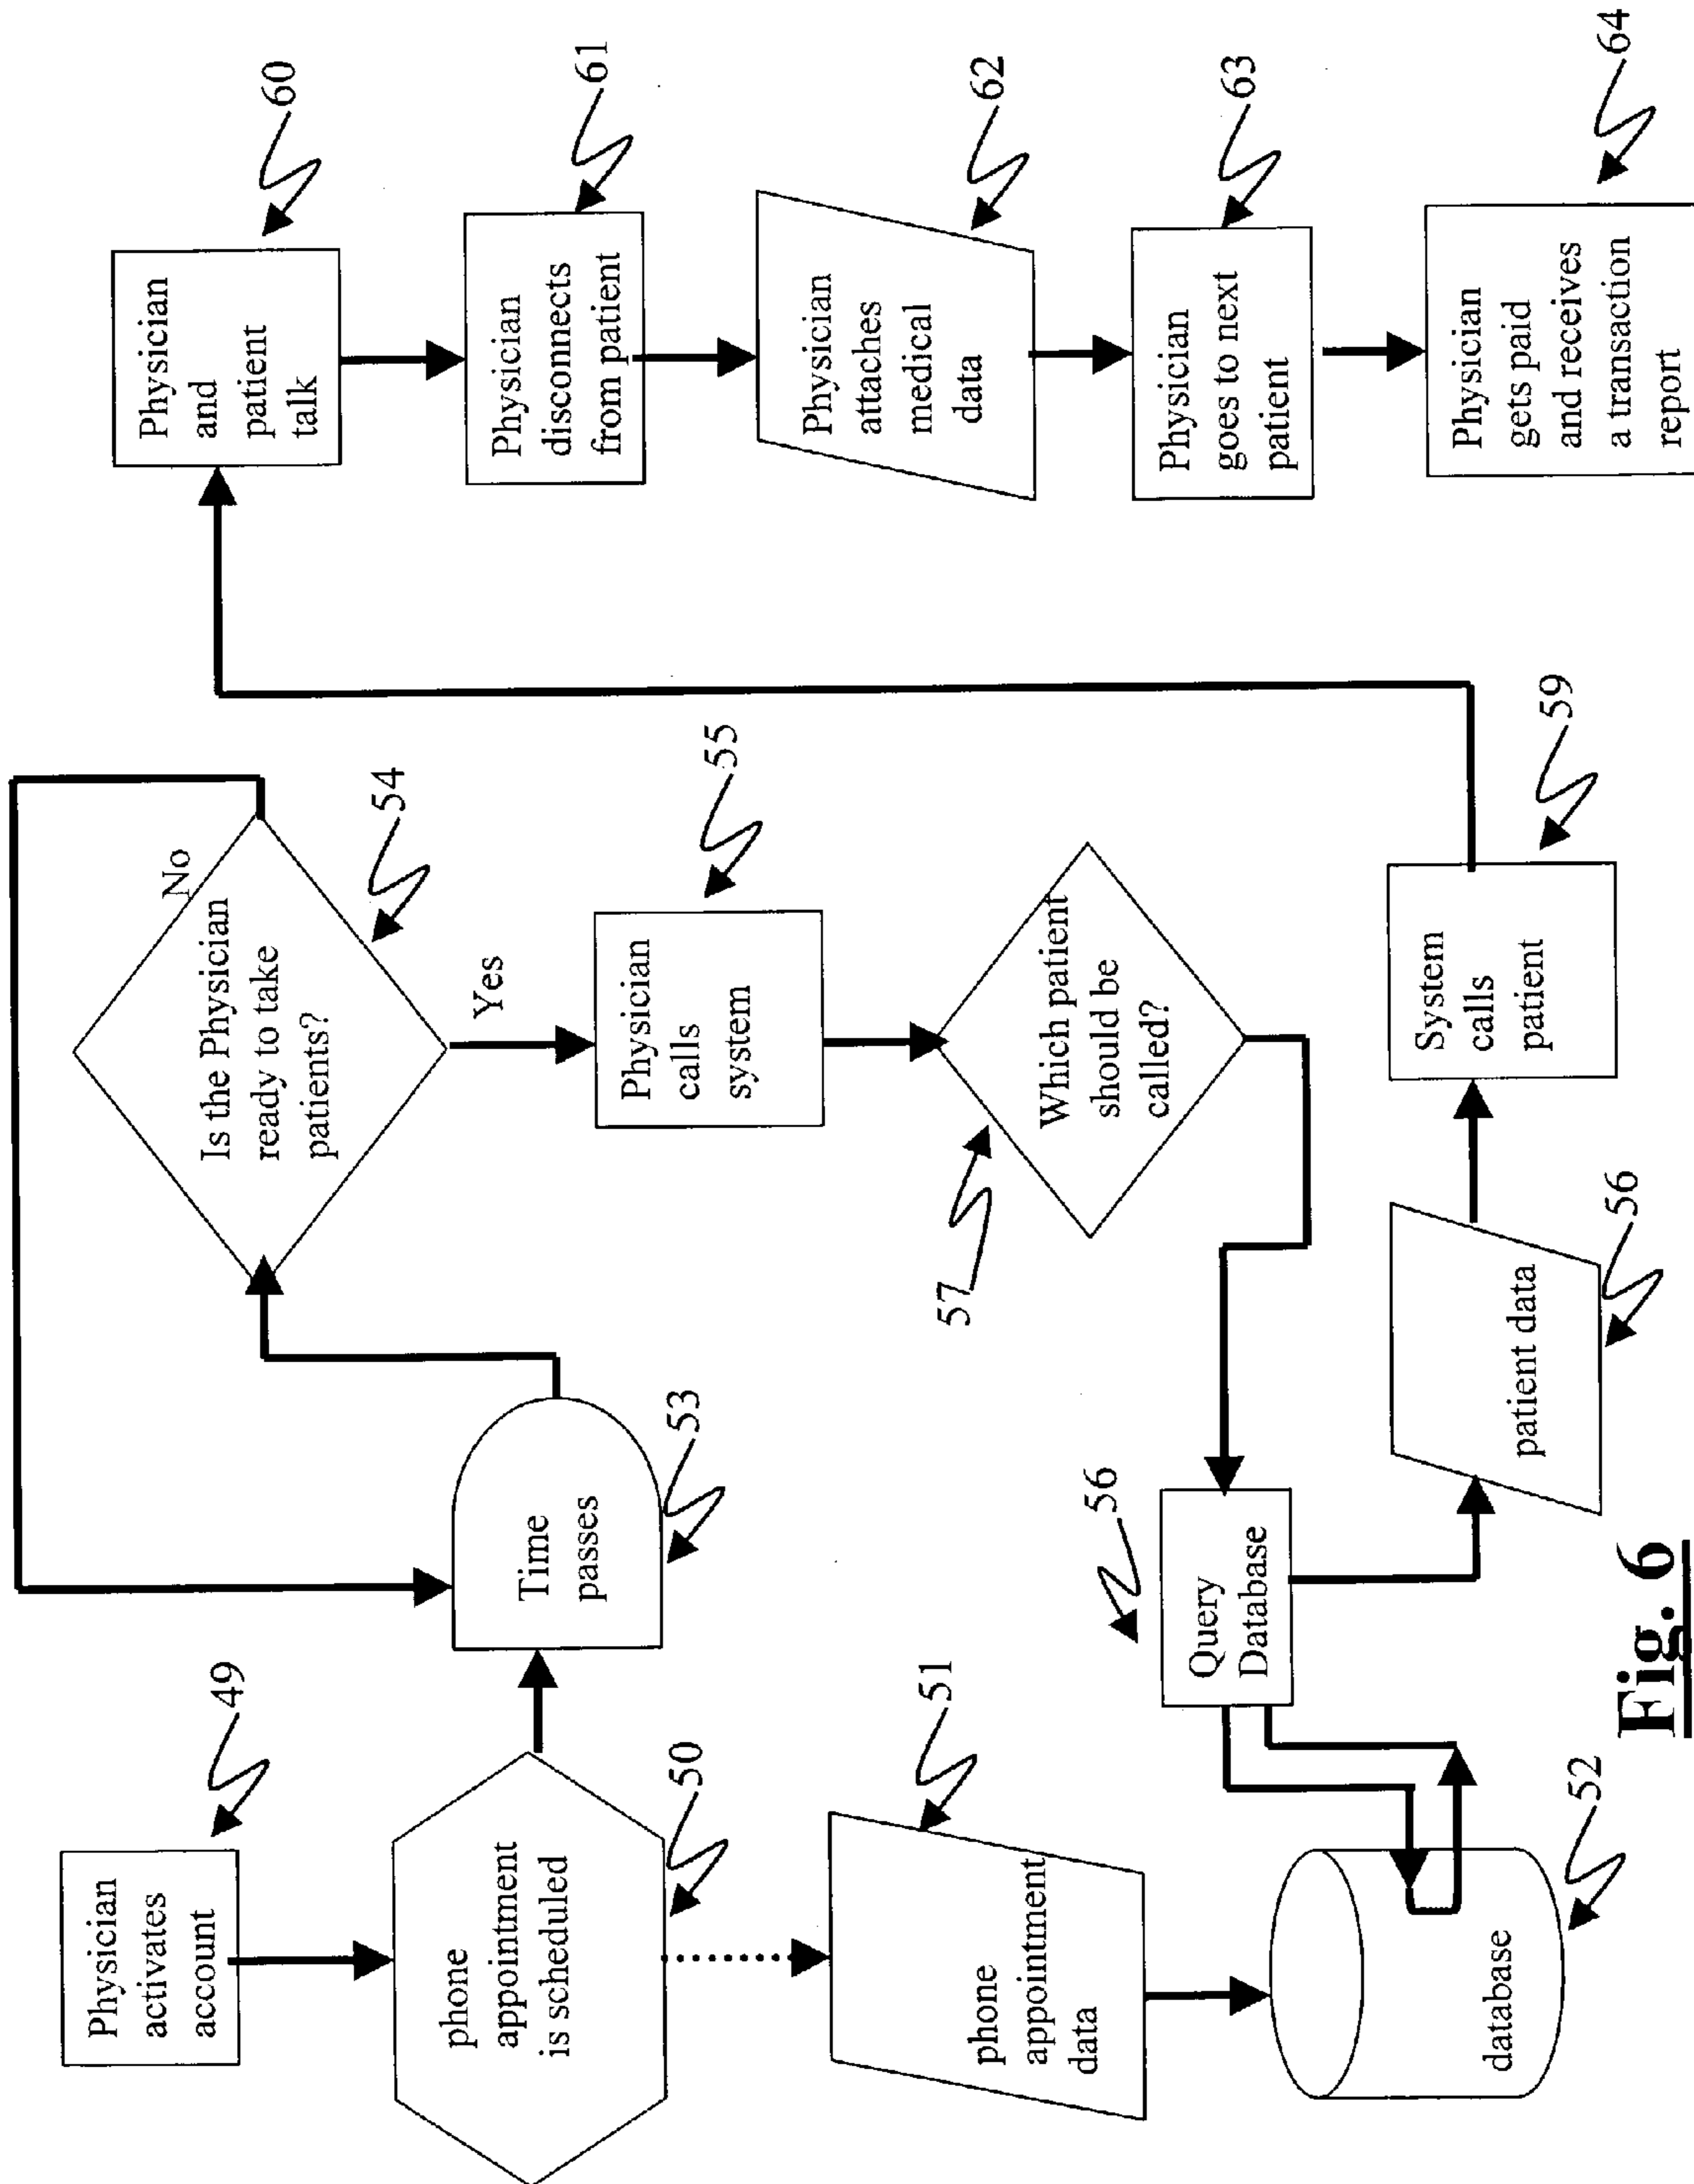 Physician
activates
account
49
phone
appointment
is scheduled
50
phone
appointment
data
51
database
52
Time
passes
53
Is the Physician
ready to take
patients?
No
54
Yes
Physician
calls
system
55
Which patient
should be
called?
57
Query
Database
56
patient data
56
System
calls
patient
59
Physician
and
patient
talk
60
Physician
disconnects
from patient
61
Physician
attaches
medical
data
62
Physician
goes to next
patient
63
Physician
gets paid
and receives
a transaction
report
64
Fig. 6